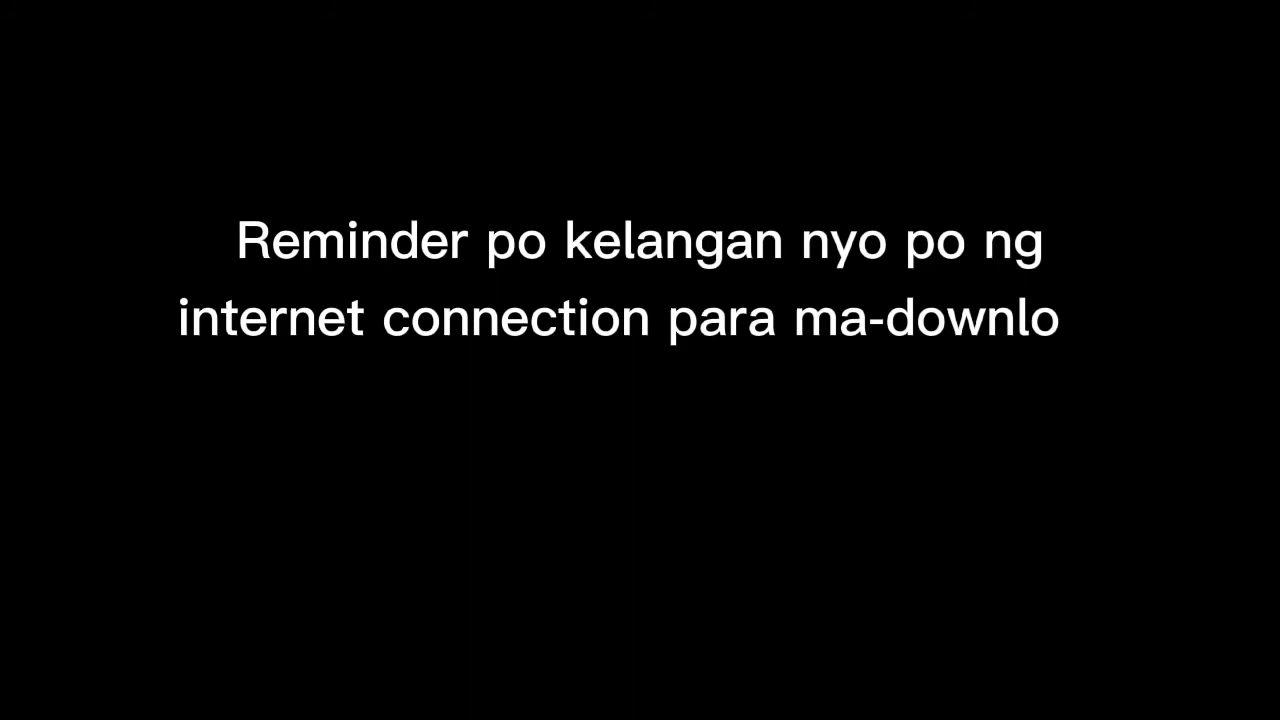 Reminder po kelangan nyo po ng
internet connection para ma-downlo